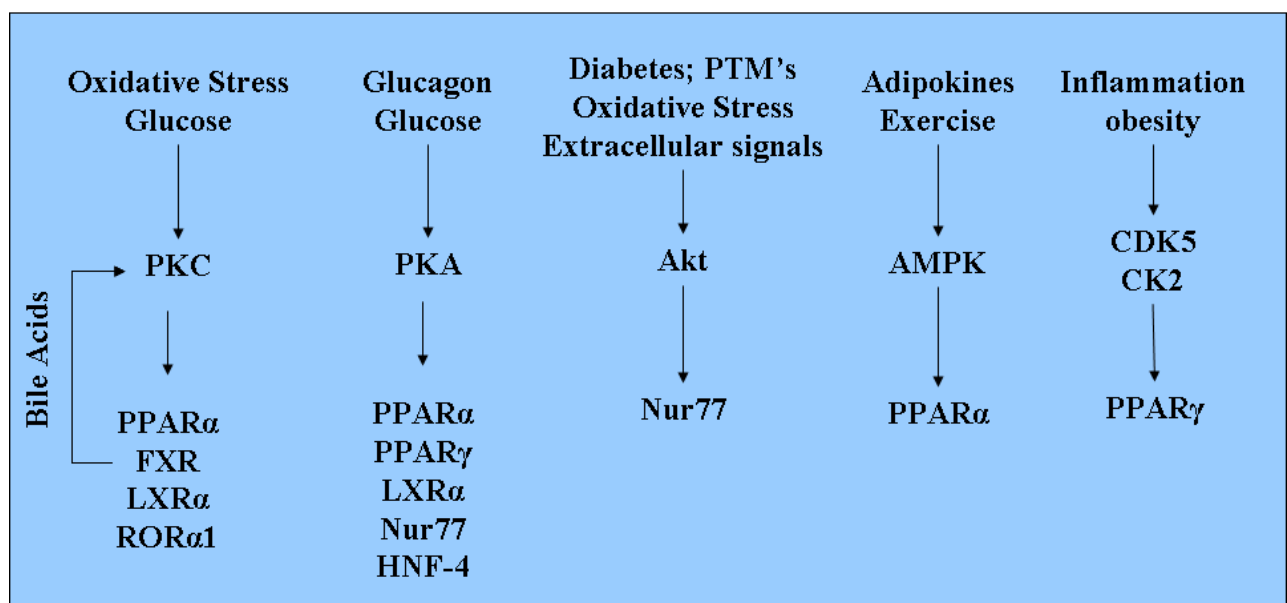 Oxidative Stress
Glucose
PKC
Bile Acids
PPARα
FXR
LXRα
RORα1
Glucagon
Glucose
PKA
PPARα
PPARγ
LXRα
Nur77
HNF-4
Diabetes; PTM's
Oxidative Stress
Extracellular signals
Akt
Nur77
Adipokines
Exercise
AMPK
PPARα
Inflammation
obesity
CDK5
CK2
PPARγ